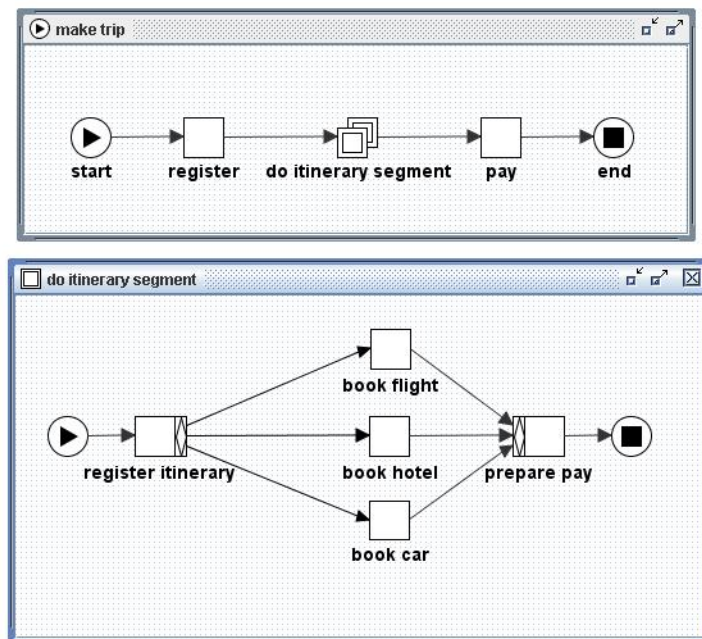 make trip
start
register
do itinerary segment
pay
end
do itinerary segment
book flight
register itinerary
book hotel
prepare pay
book car